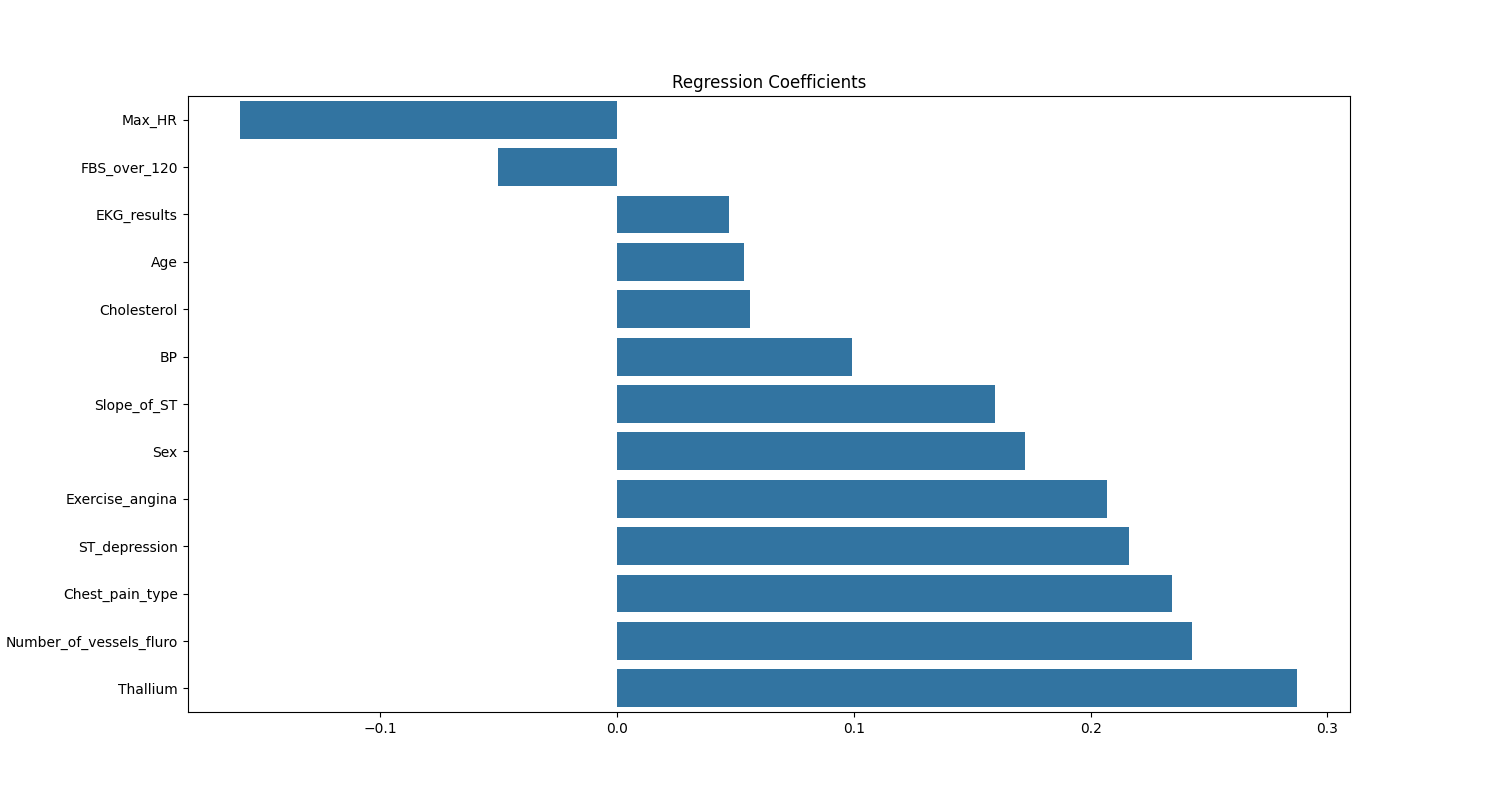 Regression Coefficients
Max_HR
FBS_over_120
EKG_results
Age
Cholesterol
BP
Slope_of_ST
Sex
Exercise_angina
ST_depression
Chest_pain_type
Number_of_vessels_fluro
Thallium
−0.1 0.0 0.1 0.2 0.3